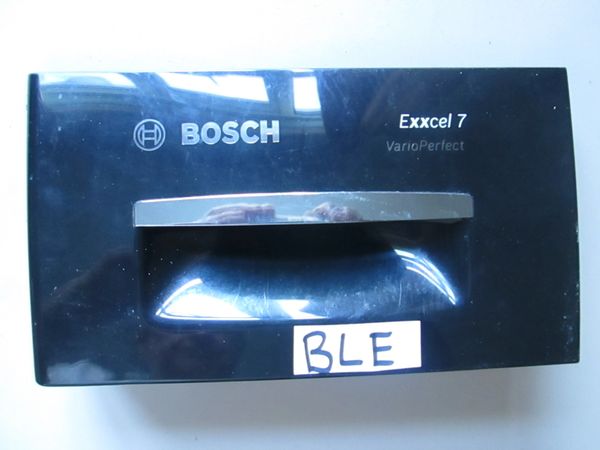 BOSCH
Exxcel 7
VarioPerfect
BLE